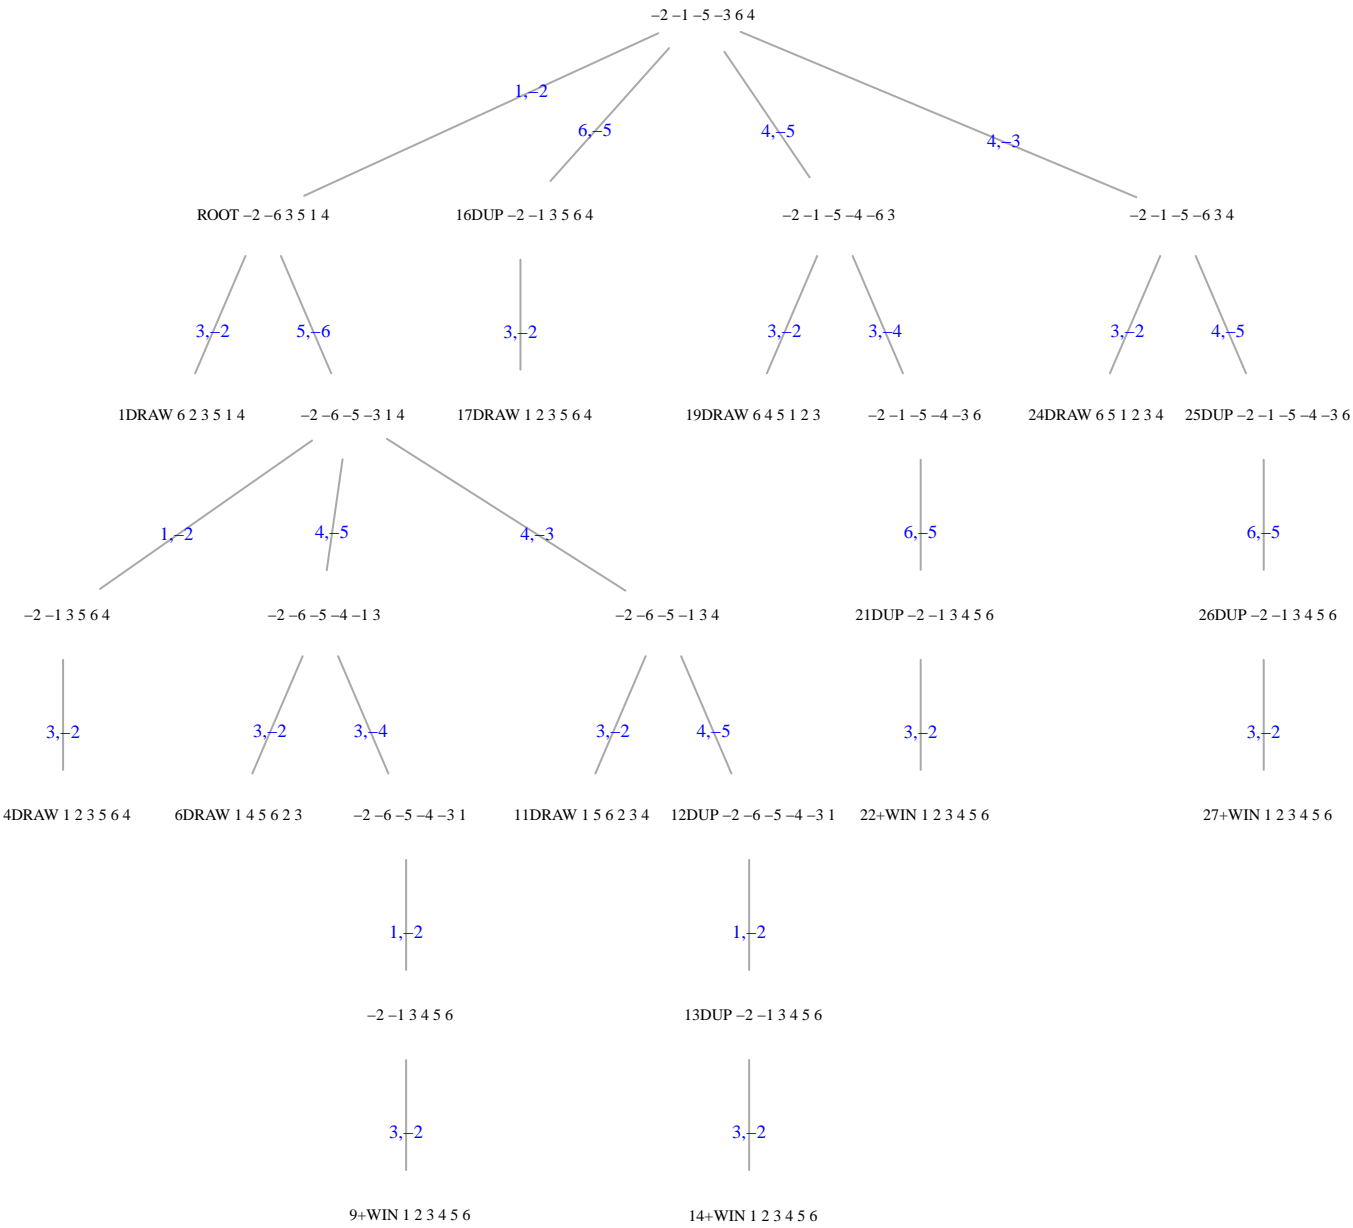 −2 −1 −5 −3 6 4
1,−2
6,−5
4,−5
4,−3
ROOT −2 −6 3 5 1 4
16DUP −2 −1 3 5 6 4
−2 −1 −5 −4 −6 3
−2 −1 −5 −6 3 4
3,−2
5,−6
3,−2
3,−2
3,−4
3,−2
4,−5
1DRAW 6 2 3 5 1 4
−2 −6 −5 −3 1 4
17DRAW 1 2 3 5 6 4
19DRAW 6 4 5 1 2 3
−2 −1 −5 −4 −3 6
24DRAW 6 5 1 2 3 4
25DUP −2 −1 −5 −4 −3 6
1,−2
4,−5
4,−3
6,−5
6,−5
−2 −1 3 5 6 4
−2 −6 −5 −4 −1 3
−2 −6 −5 −1 3 4
21DUP −2 −1 3 4 5 6
26DUP −2 −1 3 4 5 6
3,−2
3,−2
3,−4
3,−2
4,−5
3,−2
3,−2
4DRAW 1 2 3 5 6 4
6DRAW 1 4 5 6 2 3
−2 −6 −5 −4 −3 1
11DRAW 1 5 6 2 3 4
12DUP −2 −6 −5 −4 −3 1
22+WIN 1 2 3 4 5 6
27+WIN 1 2 3 4 5 6
1,−2
1,−2
−2 −1 3 4 5 6
13DUP −2 −1 3 4 5 6
3,−2
3,−2
9+WIN 1 2 3 4 5 6
14+WIN 1 2 3 4 5 6